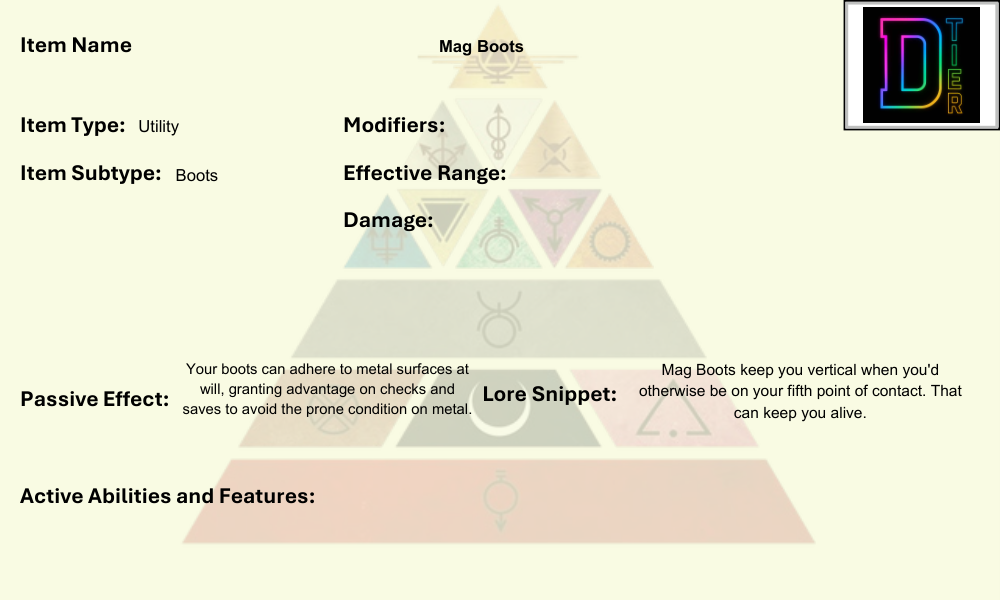 Item Name
Mag Boots
D
TIER
Item Type: Utility
Modifiers:
Item Subtype: Boots
Effective Range:
Damage:
Passive Effect:
Your boots can adhere to metal surfaces at
will, granting advantage on checks and
saves to avoid the prone condition on metal.
Lore Snippet:
Mag Boots keep you vertical when you'd
otherwise be on your fifth point of contact. That
can keep you alive.
Active Abilities and Features: